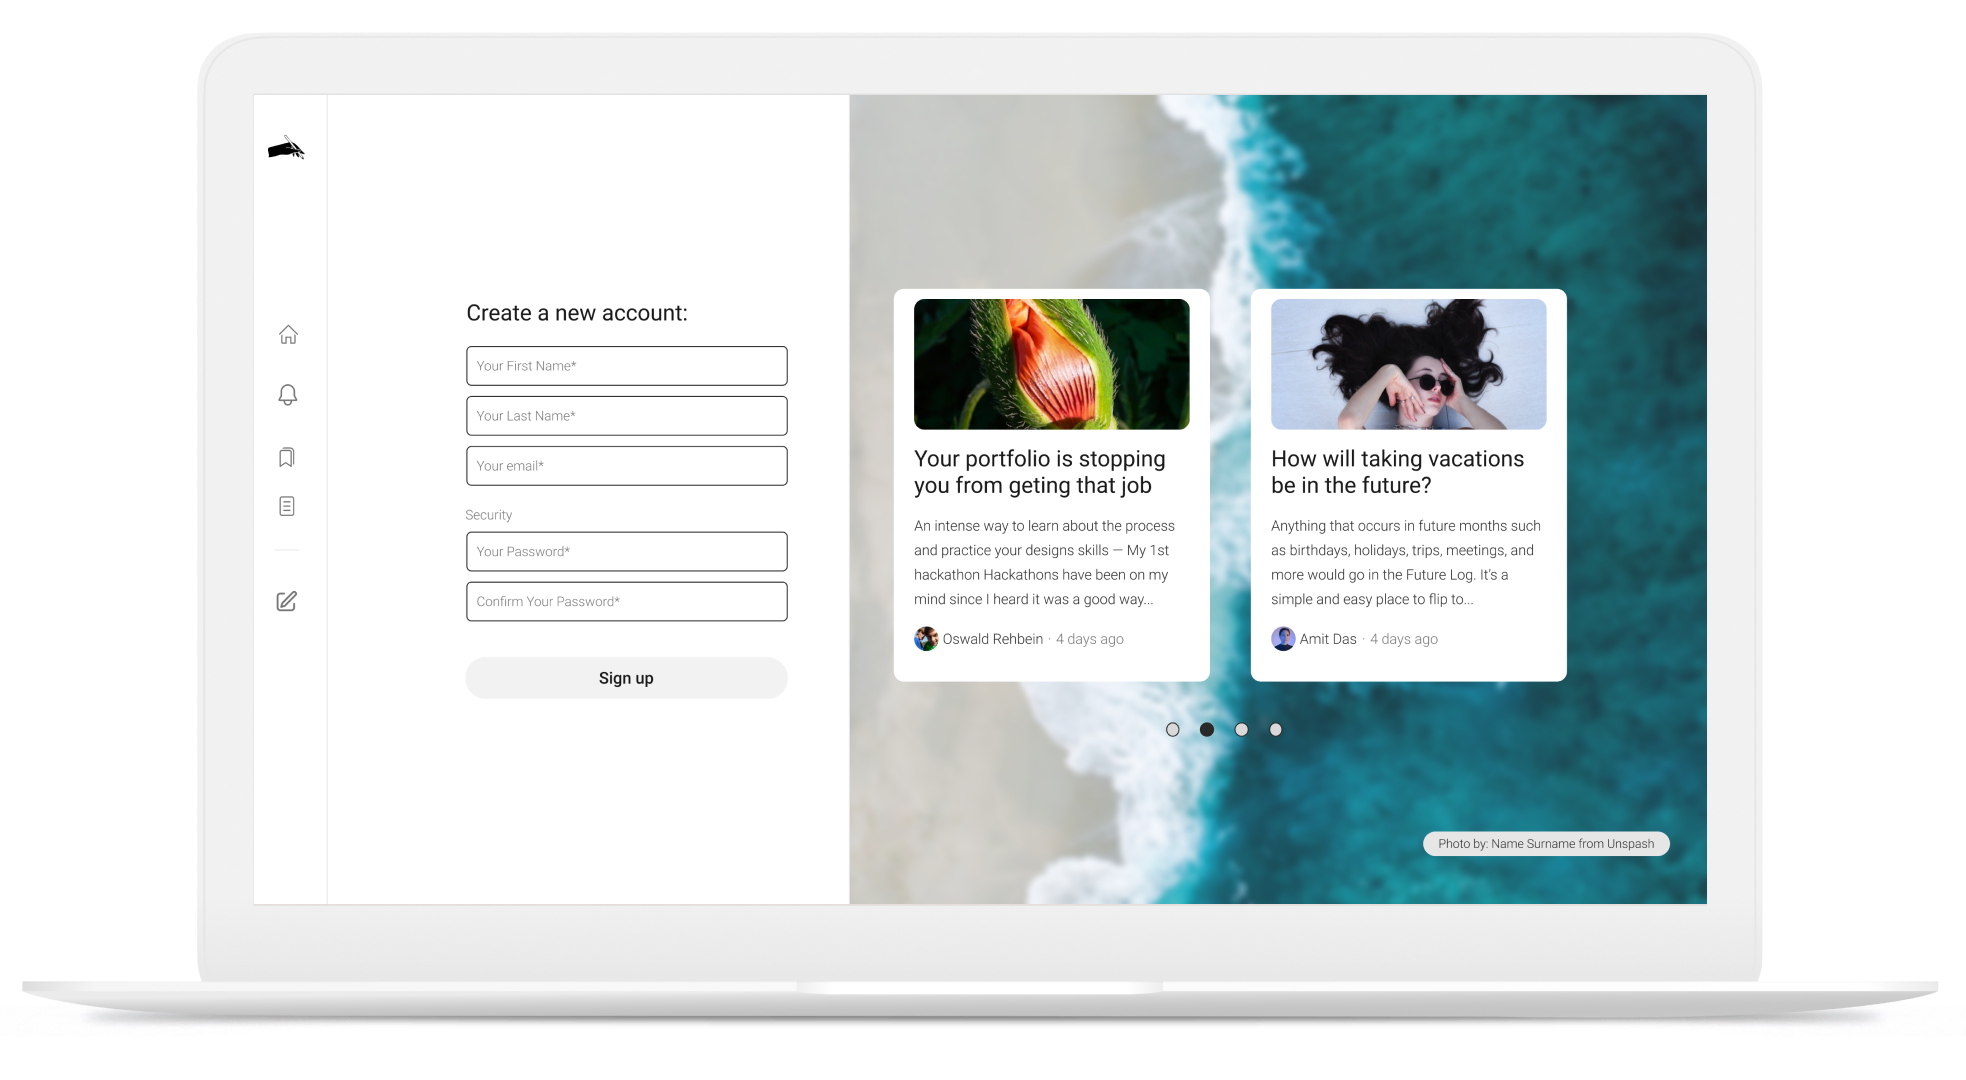 Create a new account:
Your First Name*
Your Last Name*
Your email*
Security
Your Password*
Confirm Your Password*
Sign up
Your portfolio is stopping
you from geting that job
An intense way to learn about the process
and practice your designs skills — My 1st
hackathon Hackathons have been on my
mind since I heard it was a good way...
Oswald Rehbein · 4 days ago
How will taking vacations
be in the future?
Anything that occurs in future months such
as birthdays, holidays, trips, meetings, and
more would go in the Future Log. It's a
simple and easy place to flip to...
Amit Das · 4 days ago
Photo by: Name Surname from Unspash